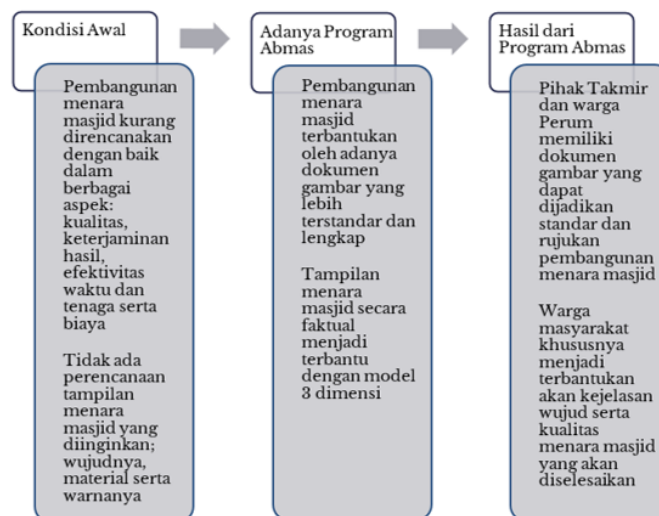 Kondisi Awal
Pembangunan
menara
masjid kurang
direncanakan
dengan baik
dalam
berbagai
aspek:
kualitas,
keterjaminan
hasil,
efektivitas
waktu dan
tenaga serta
biaya
Tidak ada
perencanaan
tampilan
menara
masjid yang
diinginkan;
wujudnya,
material serta
warnanya
Adanya Program
Abmas
Pembangunan
menara
masjid
terbantukan
oleh adanya
dokumen
gambar yang
lebih
terstandar dan
lengkap
Tampilan
menara
masjid secara
faktual
menjadi
terbantu
dengan model
3 dimensi
Hasil dari
Program Abmas
Pihak Takmir
dan warga
Perum
memiliki
dokumen
gambar yang
dapat
dijadikan
standar dan
rujukan
pembangunan
menara masjid
Warga
masyarakat
khususnya
menjadi
terbantukan
akan kejelasan
wujud serta
kualitas
menara masjid
yang akan
diselesaikan